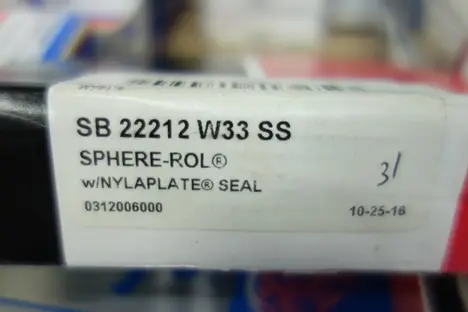 SB 22212 W33 SS
SPHERE-ROL®
w/NYLAPLATE® SEAL
31
0312006000 10-25-16